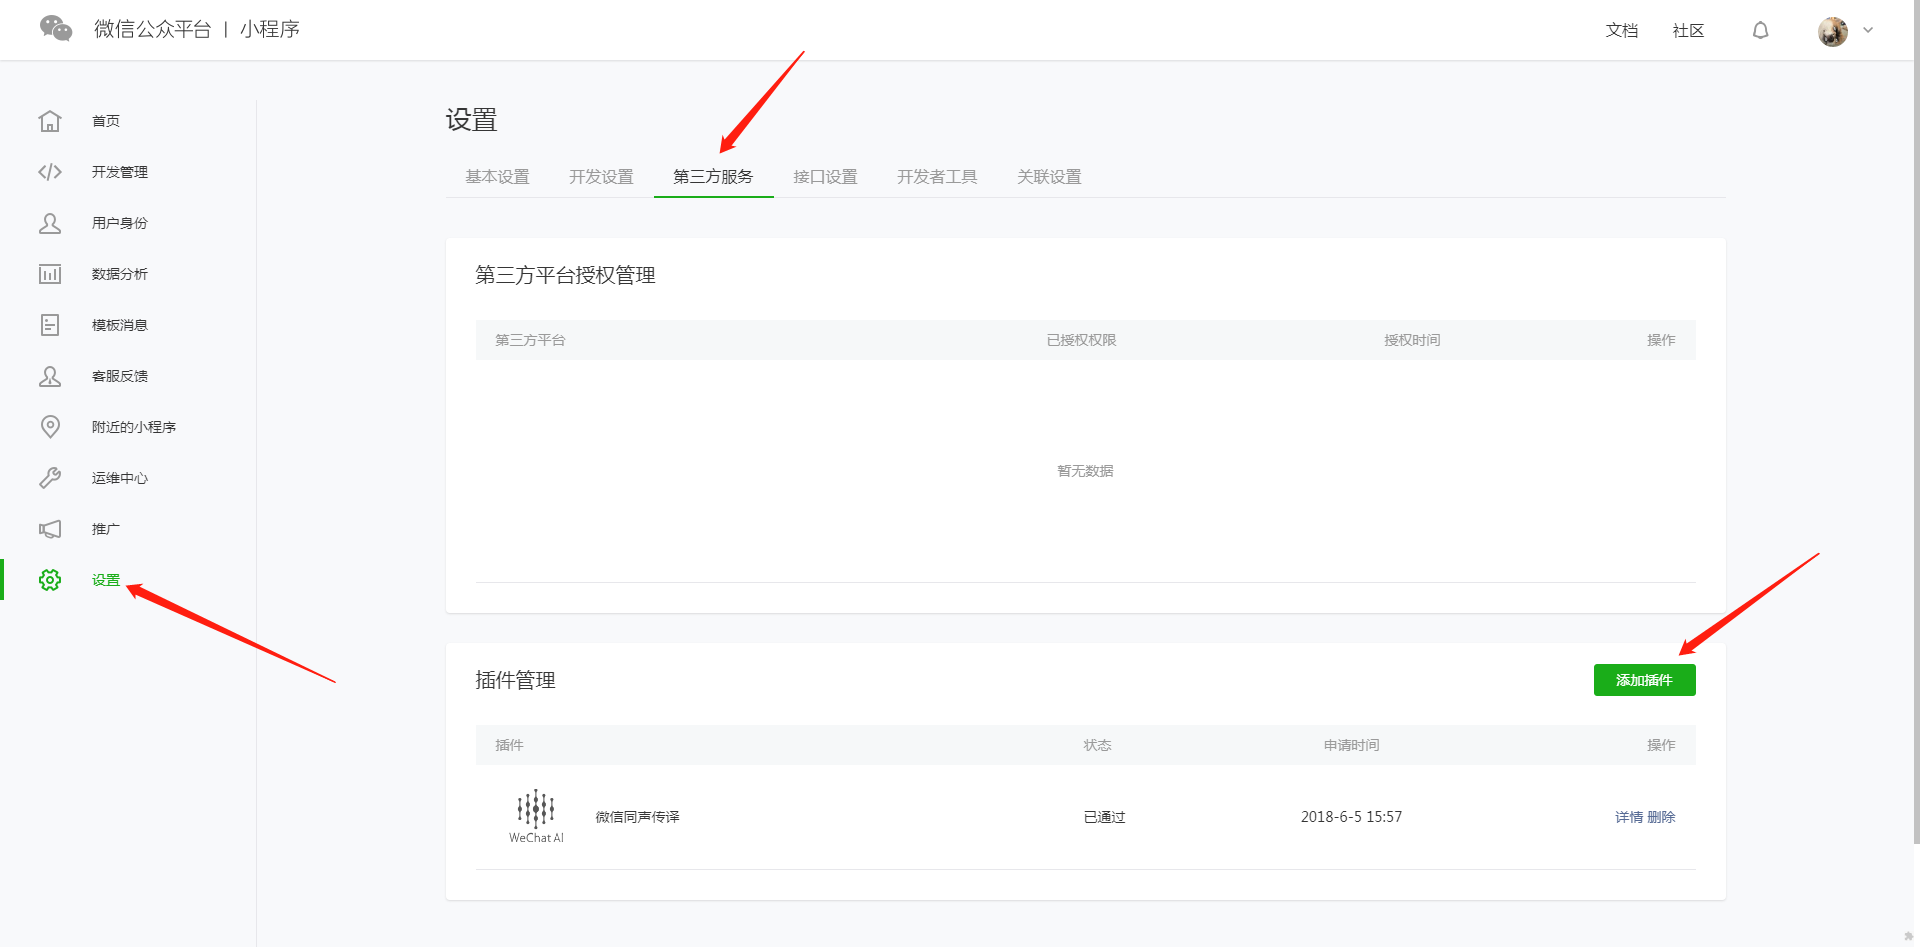 微信公众平台 | 小程序
文档 社区
首页
开发管理
用户身份
数据分析
模板消息
客服反馈
附近的小程序
运维中心
推广
设置
设置
基本设置 开发设置 第三方服务 接口设置 开发者工具 关联设置
第三方平台授权管理
第三方平台 已授权权限 授权时间 操作
暂无数据
插件管理 添加插件
插件 状态 申请时间 操作
WeChat AI
微信同声传译 已通过 2018-6-5 15:57 详情 删除